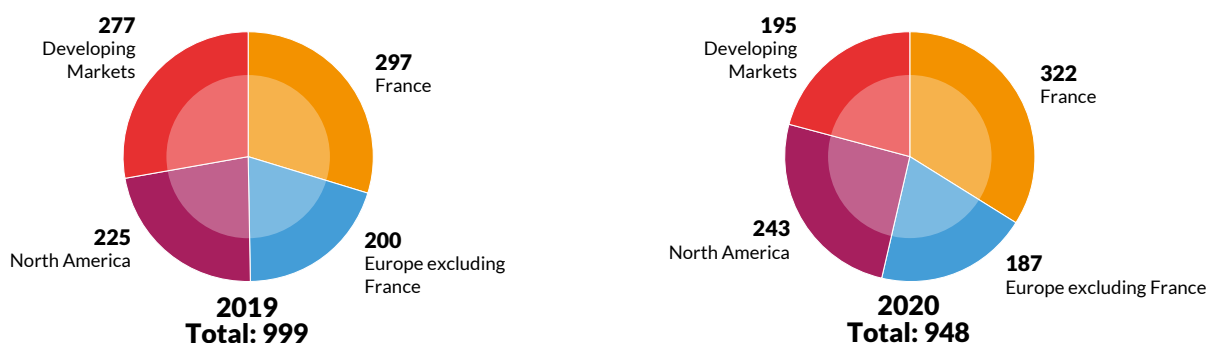 277
Developing
Markets
297
France
225
North America
200
Europe excluding
France
2019
Total: 999
195
Developing
Markets
322
France
243
North America
187
Europe excluding France
2020
Total: 948